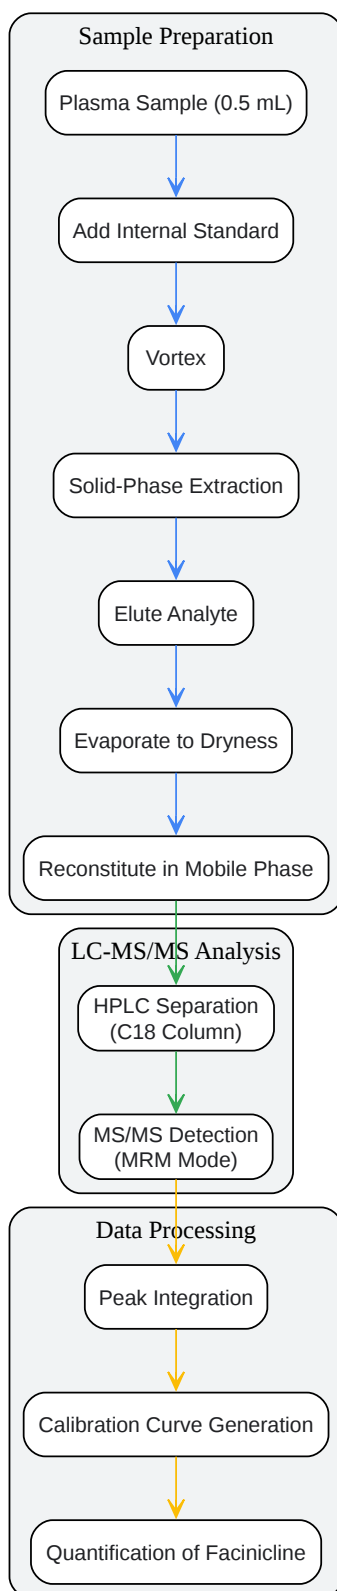 Sample Preparation
Plasma Sample (0.5 mL)
Add Internal Standard
Vortex
Solid-Phase Extraction
Elute Analyte
Evaporate to Dryness
Reconstitute in Mobile Phase
LC-MS/MS Analysis
HPLC Separation
(C18 Column)
MS/MS Detection
(MRM Mode)
Data Processing
Peak Integration
Calibration Curve Generation
Quantification of Facinicline